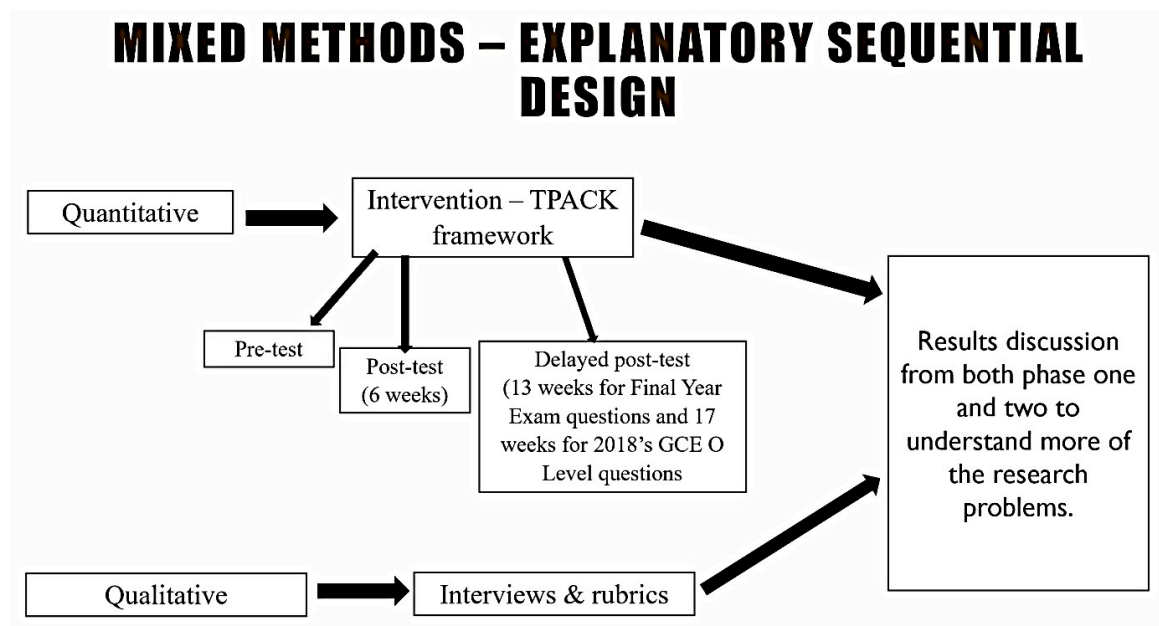 MIXED METHODS – EXPLANATORY SEQUENTIAL
DESIGN
Quantitative
Intervention – TPACK
framework
Pre-test
Post-test
(6 weeks)
Delayed post-test
(13 weeks for Final Year
Exam questions and 17
weeks for 2018’s GCE O
Level questions
Results discussion
from both phase one
and two to
understand more of
the research
problems.
Qualitative
Interviews & rubrics